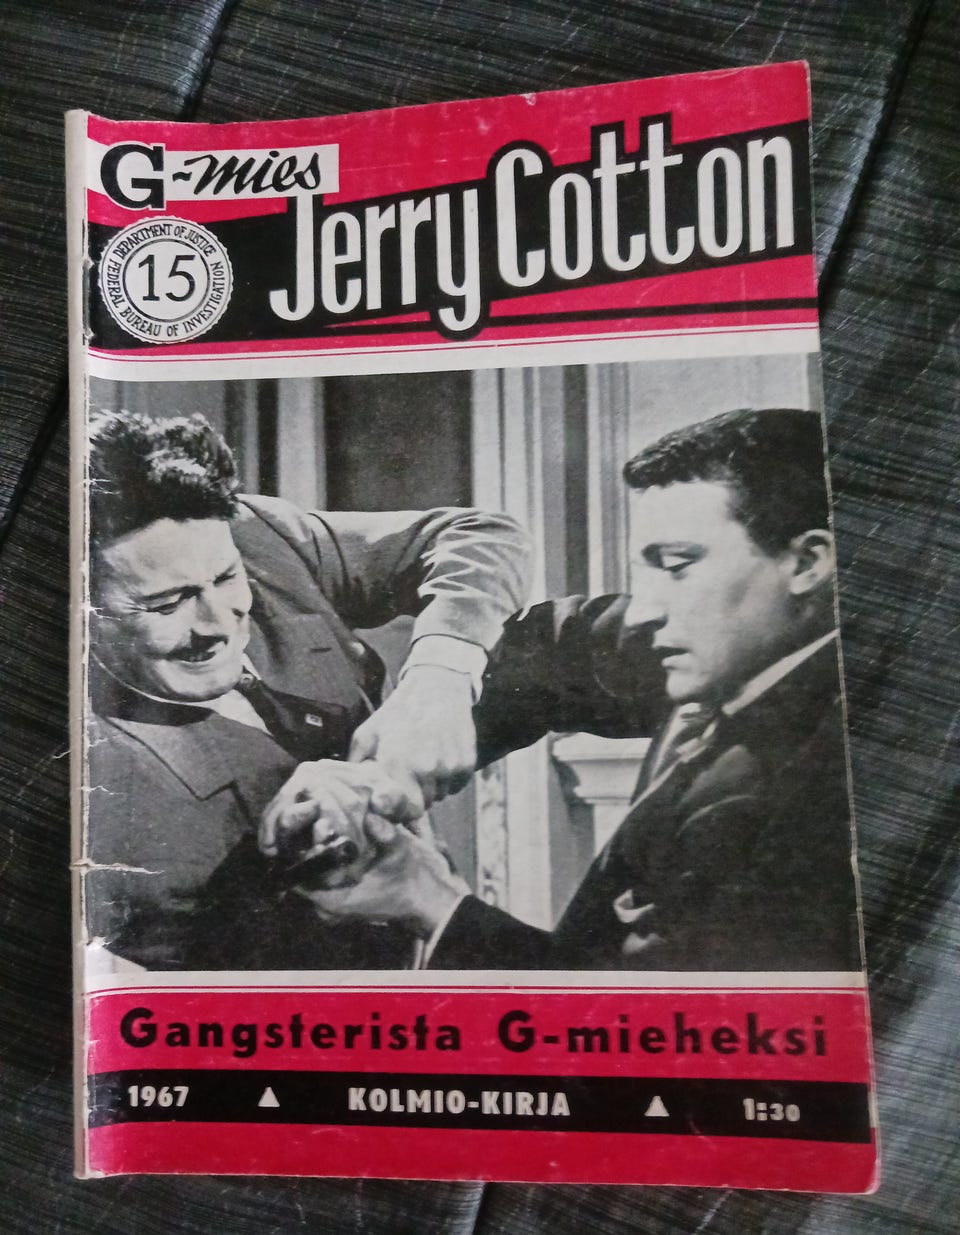 G-mies
Jerry Cotton
DEPARTMENT OF JUSTICE
15
FEDERAL BUREAU OF INVESTIGATION
Gangsterista G-mieheksi
1967 ▲ KOLMIO-KIRJA ▲ 1:30